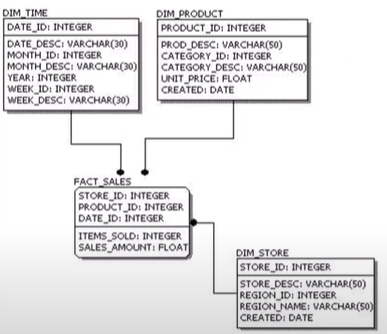 DIM_TIME
DATE_ID: INTEGER
DATE_DESC: VARCHAR(30)
MONTH_ID: INTEGER
MONTH_DESC: VARCHAR(30)
YEAR: INTEGER
WEEK_ID: INTEGER
WEEK_DESC: VARCHAR(30)
DIM_PRODUCT
PRODUCT_ID: INTEGER
PROD_DESC: VARCHAR(50)
CATEGORY_ID: INTEGER
CATEGORY_DESC: VARCHAR(50)
UNIT_PRICE: FLOAT
CREATED: DATE
FACT_SALES
STORE_ID: INTEGER
PRODUCT_ID: INTEGER
DATE_ID: INTEGER
ITEMS_SOLD: INTEGER
SALES_AMOUNT: FLOAT
DIM_STORE
STORE_ID: INTEGER
STORE_DESC: VARCHAR(50)
REGION_ID: INTEGER
REGION_NAME: VARCHAR(50)
CREATED: DATE